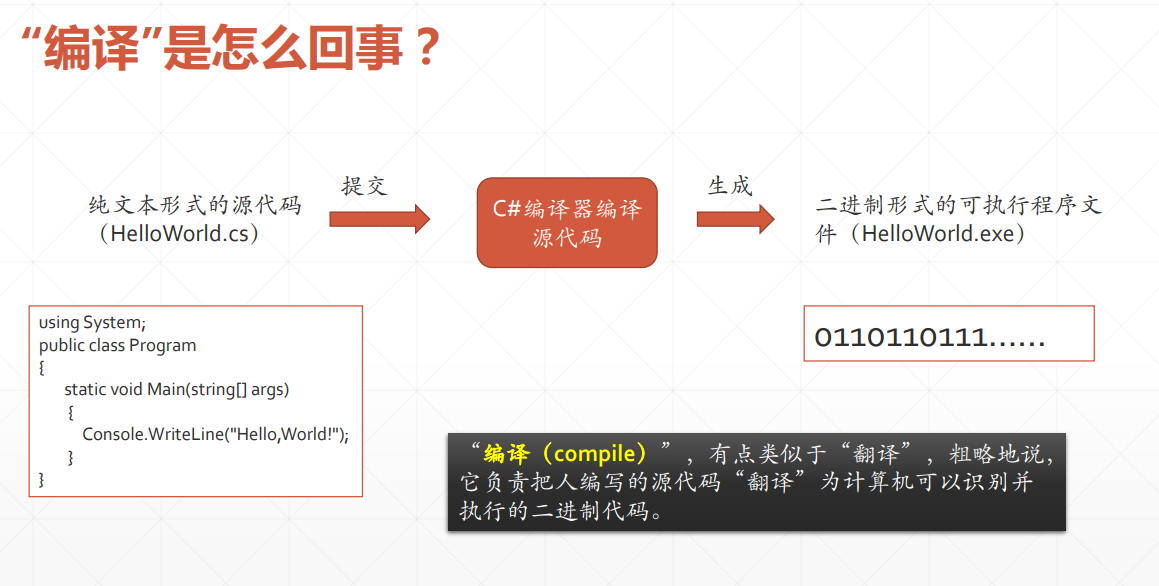 “编译”是怎么回事？
纯文本形式的源代码
（HelloWorld.cs）
提交
C#编译器编译
源代码
生成
二进制形式的可执行程序文
件（HelloWorld.exe）
using System;
public class Program
{
static void Main(string[] args)
{
Console.WriteLine("Hello,World!");
}
}
0110110111……
“编译（compile）”，有点类似于“翻译”，粗略地说，
它负责把人编写的源代码“翻译”为计算机可以识别并
执行的二进制代码。